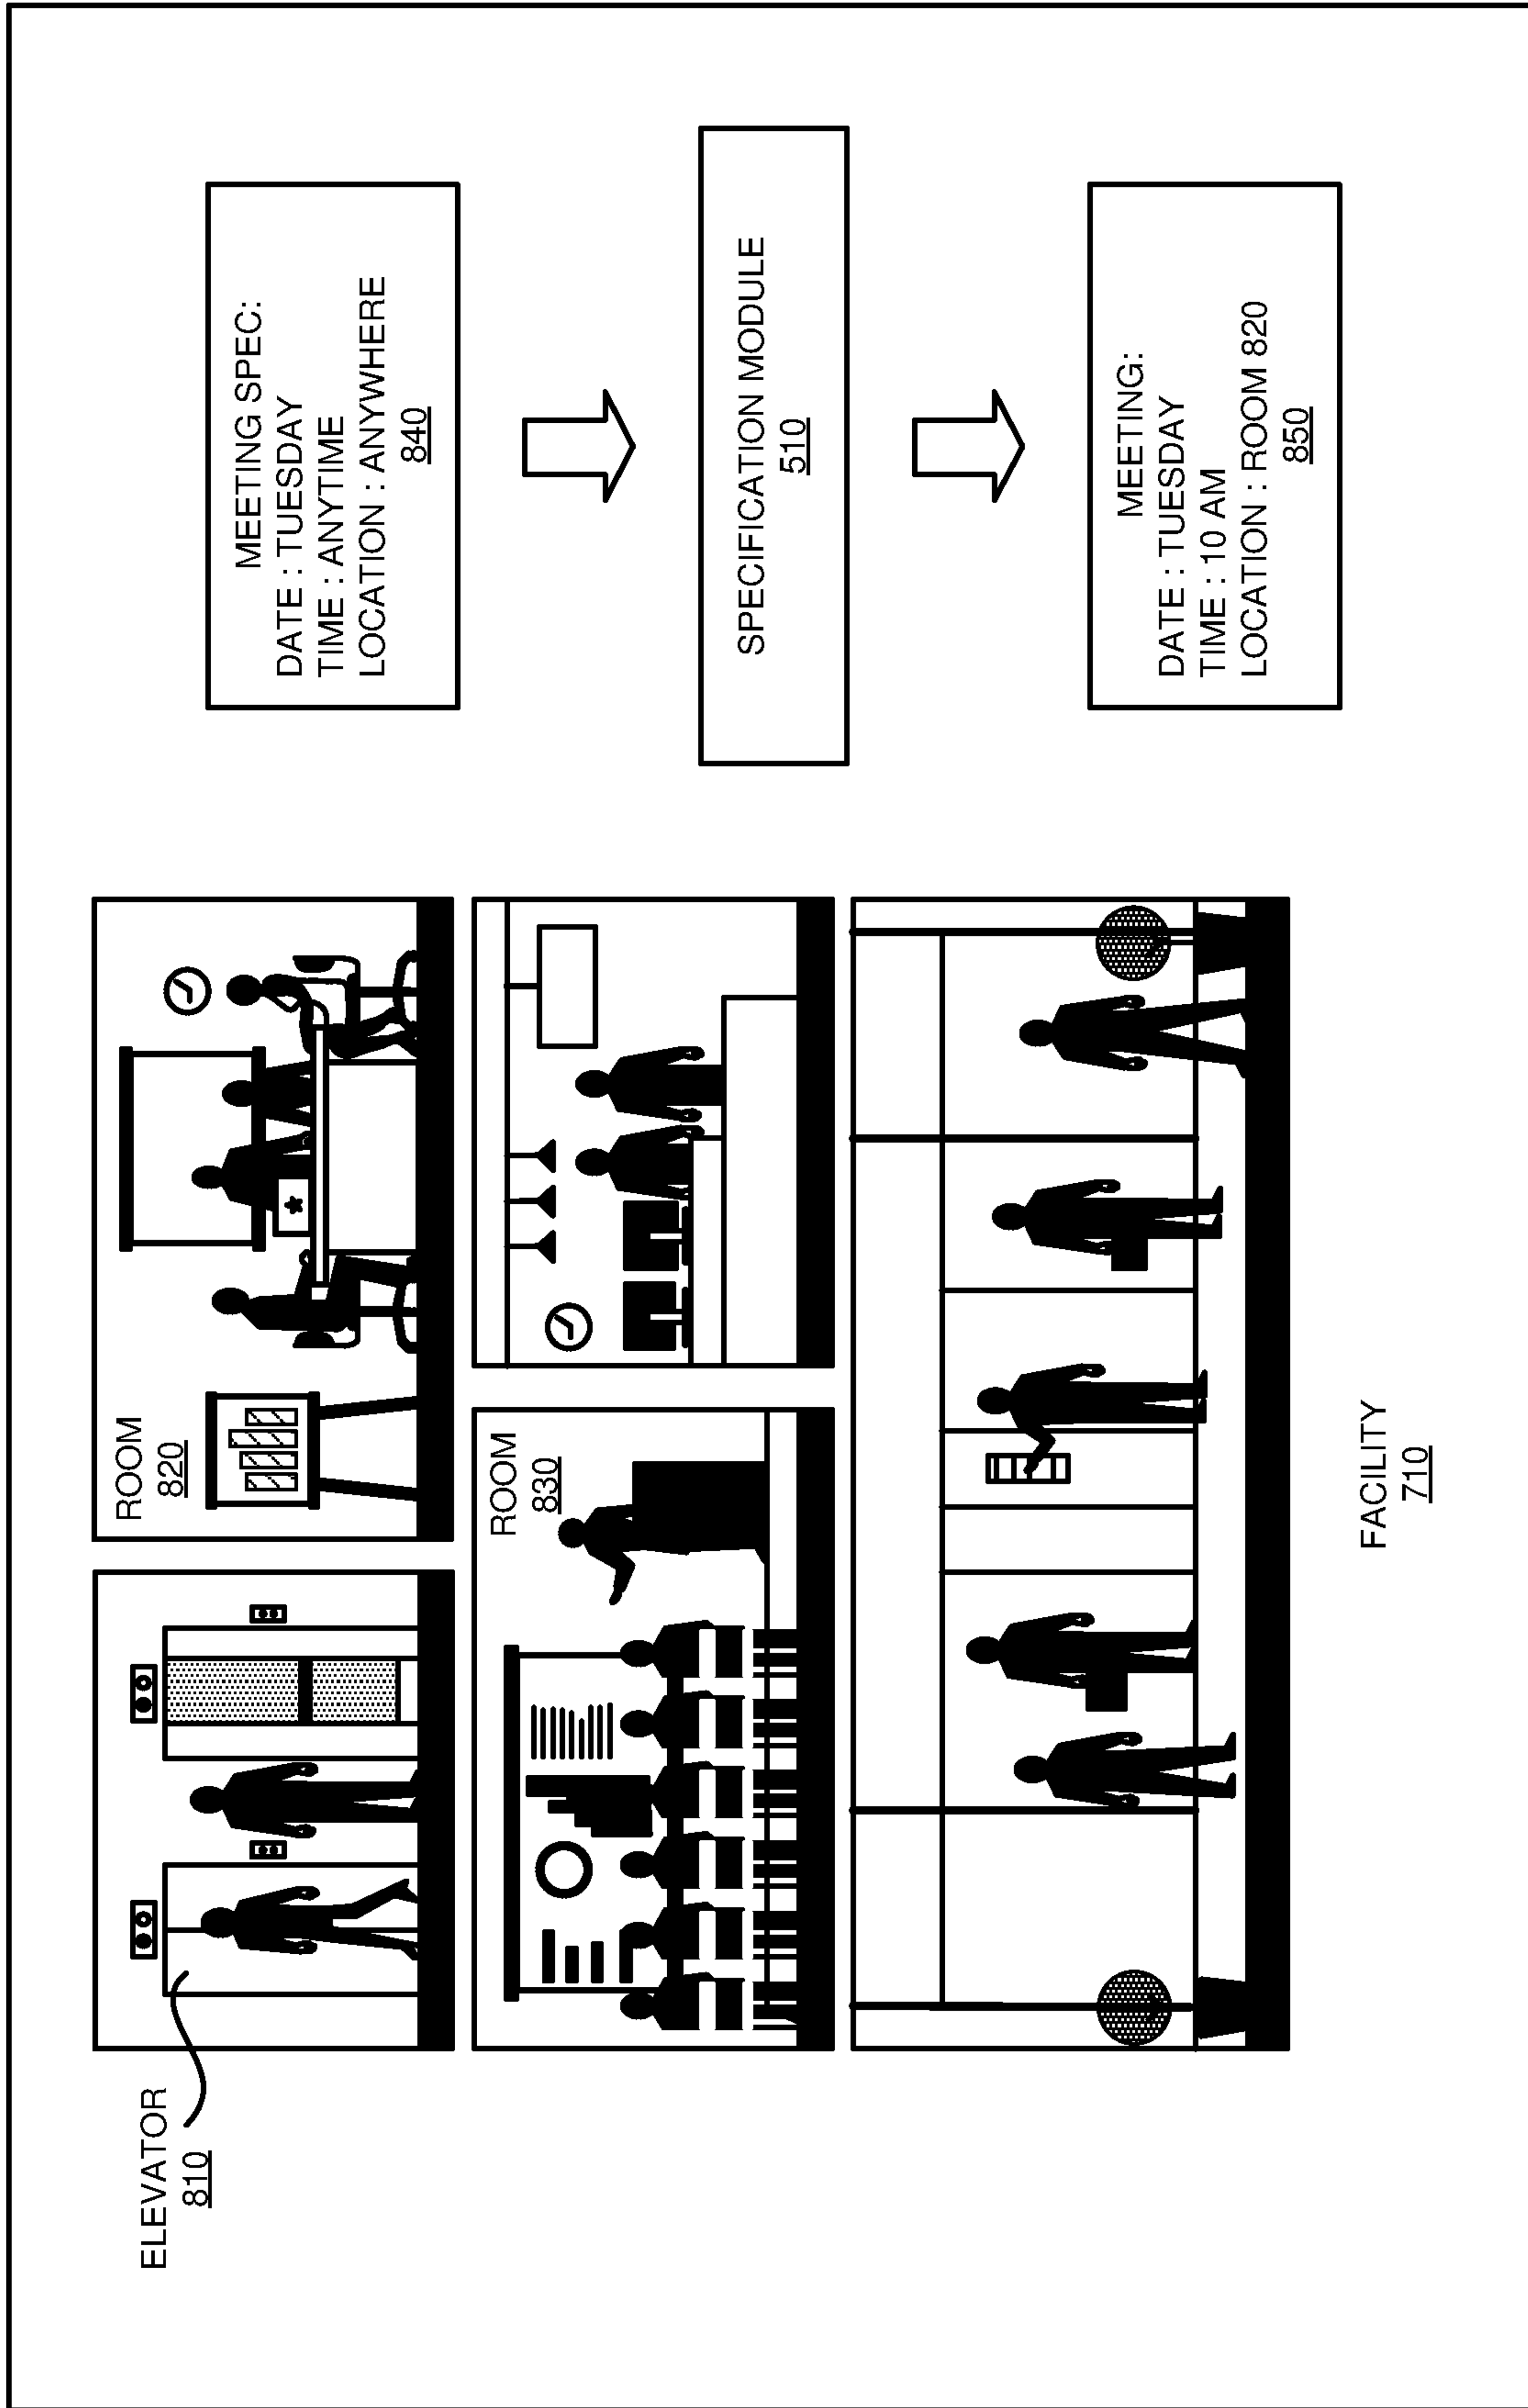 ELEVATOR
810
ROOM
820
ROOM
830
FACILITY
710
MEETING SPEC:
DATE : TUESDAY
TIME : ANYTIME
LOCATION : ANYWHERE
840
SPECIFICATION MODULE
510
MEETING:
DATE : TUESDAY
TIME : 10 AM
LOCATION : ROOM 820
850